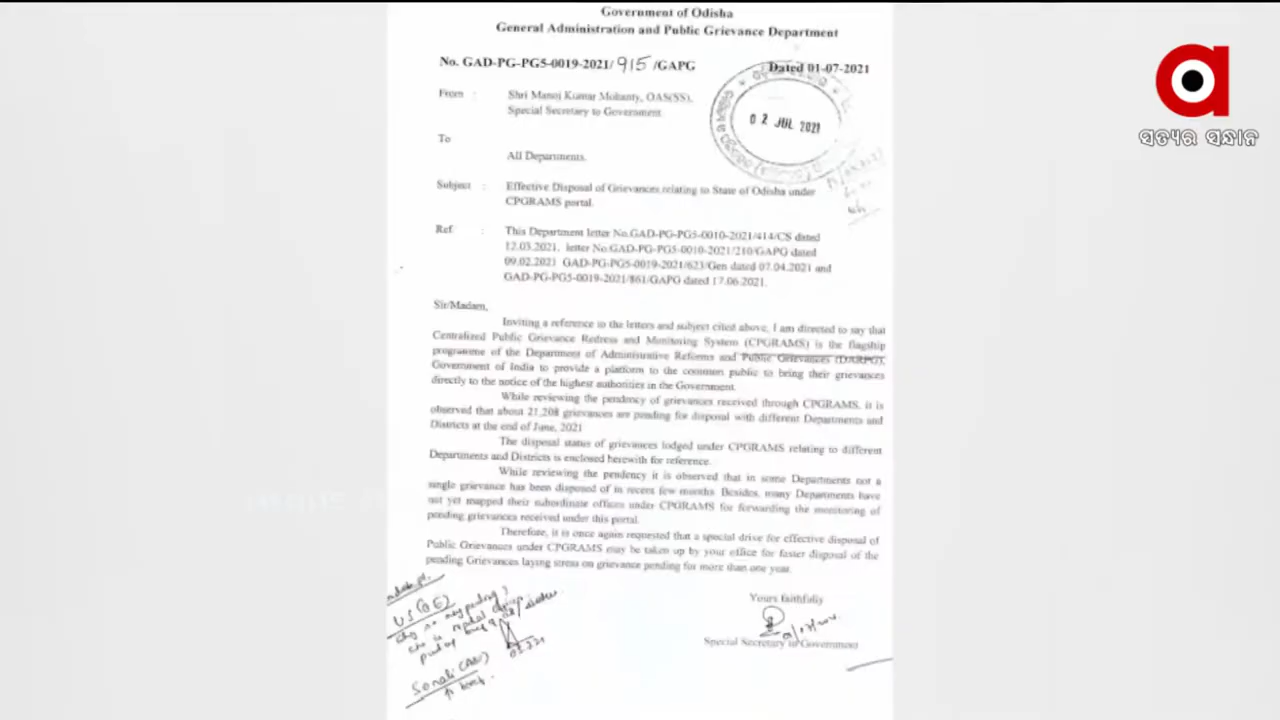 Government of Odisha
General Administration and Public Grievance Department
No. GAD-PG-PG5-0019-2021/ 915 /GAPG Dated 01-07-2021
From : Shri Manoj Kumar Mohanty, OAS(SS),
Special Secretary to Government
02 JUL 2021
To
All Departments.
Subject : Effective Disposal of Grievances relating to State of Odisha under
CPGRAMS portal.
Ref : This Department letter No.GAD-PG-PG5-0010-2021/414/CS dated
12.03.2021, letter No.GAD-PG-PG5-0010-2021/210/GAPG dated
09.02.2021 GAD-PG-PG5-0019-2021/623/Gen dated 07.04.2021 and
GAD-PG-PG5-0019-2021/861/GAPG dated 17.06.2021.
Sir/Madam,
Inviting a reference to the letters and subject cited above, I am directed to say that
Centralized Public Grievance Redress and Monitoring System (CPGRAMS) is the flagship
programme of the Department of Administrative Reforms and Public Grievances (DARPG),
Government of India to provide a platform to the common public to bring their grievances
directly to the notice of the highest authorities in the Government.
While reviewing the pendency of grievances received through CPGRAMS, it is
observed that about 21,208 grievances are pending for disposal with different Departments and
Districts at the end of June, 2021
The disposal status of grievances lodged under CPGRAMS relating to different
Departments and Districts is enclosed herewith for reference.
While reviewing the pendency it is observed that in some Departments not a
single grievance has been disposed of in recent few months. Besides, many Departments have
not yet mapped their subordinate offices under CPGRAMS for forwarding the monitoring of
pending grievances received under this portal.
Therefore, it is once again requested that a special drive for effective disposal of
Public Grievances under CPGRAMS may be taken up by your office for faster disposal of the
pending Grievances laying stress on grievance pending for more than one year.
Yours faithfully
Special Secretary to Government
US (OE)
Sonali (ASO)
ସତ୍ୟର ସନ୍ଧାନ